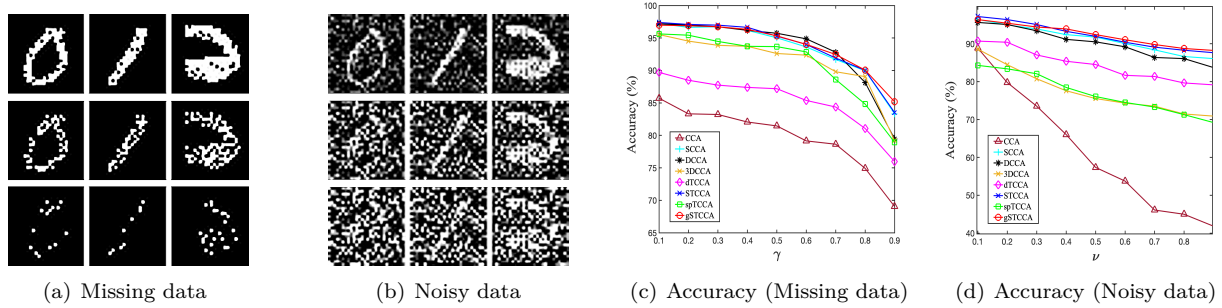 100
95
90
85
80
75
70
65
0.1 0.2 0.3 0.4 0.5 0.6 0.7 0.8 0.9
Accuracy (%)
γ
CCA
SCCA
DCCA
3DCCA
dTCCA
STCCA
spTCCA
gSTCCA
90
80
70
60
50
40
0.1 0.2 0.3 0.4 0.5 0.6 0.7 0.8
Accuracy (%)
ν
CCA
SCCA
DCCA
3DCCA
dTCCA
STCCA
spTCCA
gSTCCA
(a) Missing data
(b) Noisy data
(c) Accuracy (Missing data)
(d) Accuracy (Noisy data)